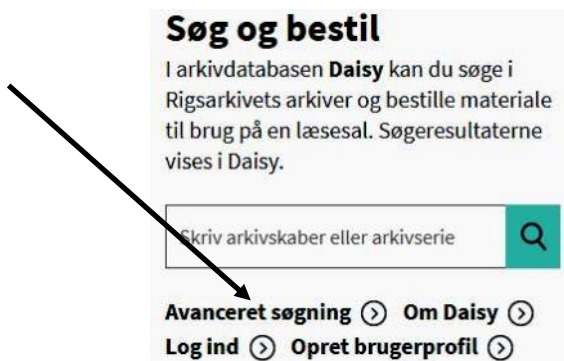 Søg og bestil
I arkivdatabasen Daisy kan du søge i
Rigsarkivets arkiver og bestille materiale
til brug på en læsesal. Søgeresultaterne
vises i Daisy.
Skriv arkivskaber eller arkivserie
Avanceret søgning Om Daisy
Log ind Opret brugerprofil